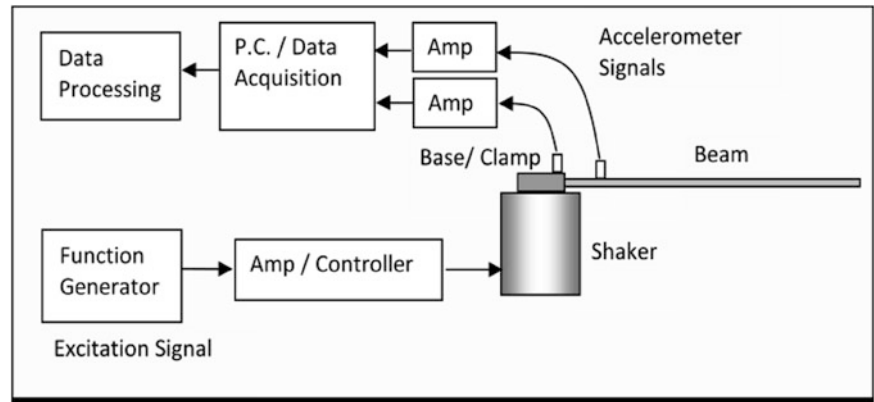 Data
Processing
P.C. / Data
Acquisition
Amp
Amp
Accelerometer
Signals
Base/ Clamp
Beam
Shaker
Function
Generator
Amp / Controller
Excitation Signal